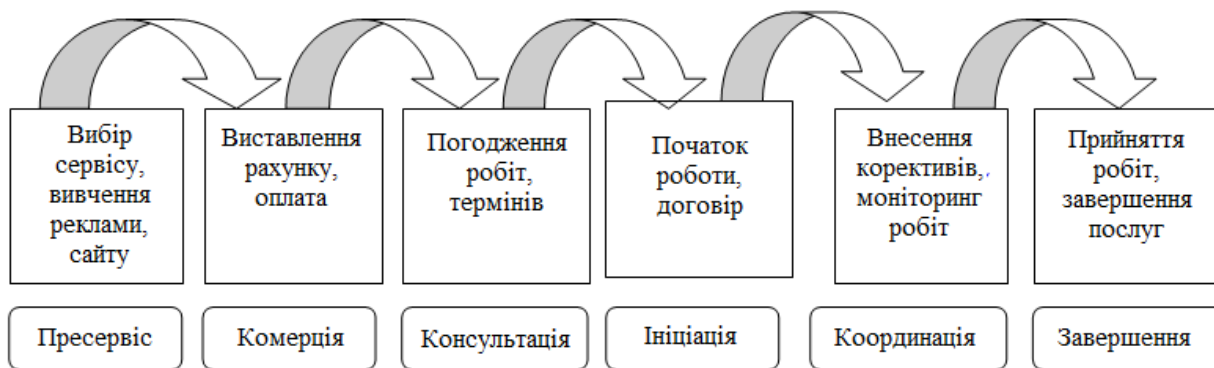 Вибір
сервісу,
вивчення
реклами,
сайту
Виставлення
рахунку,
оплата
Погодження
робіт,
термінів
Початок
роботи,
договір
Внесення
корективів,,
моніторинг
робіт
Прийняття
робіт,
завершення
послуг
Пресервіс
Комерція
Консультація
Ініціація
Координація
Завершення